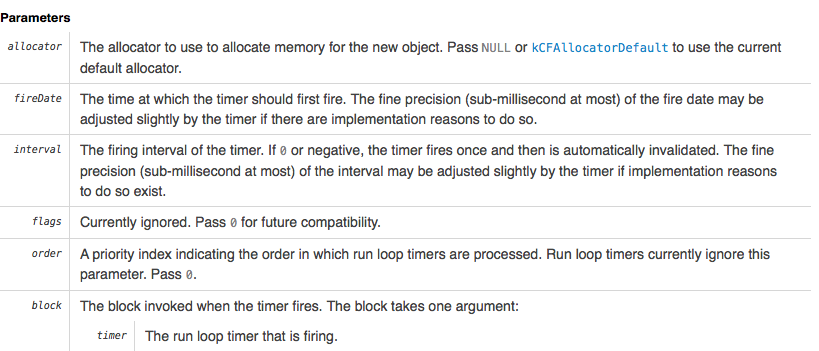 Parameters
allocator The allocator to use to allocate memory for the new object. Pass NULL or kCFAllocatorDefault to use the current
default allocator.
fireDate The time at which the timer should first fire. The fine precision (sub-millisecond at most) of the fire date may be
adjusted slightly by the timer if there are implementation reasons to do so.
interval The firing interval of the timer. If 0 or negative, the timer fires once and then is automatically invalidated. The fine
precision (sub-millisecond at most) of the interval may be adjusted slightly by the timer if implementation reasons
to do so exist.
flags Currently ignored. Pass 0 for future compatibility.
order A priority index indicating the order in which run loop timers are processed. Run loop timers currently ignore this
parameter. Pass 0.
block The block invoked when the timer fires. The block takes one argument:
timer The run loop timer that is firing.